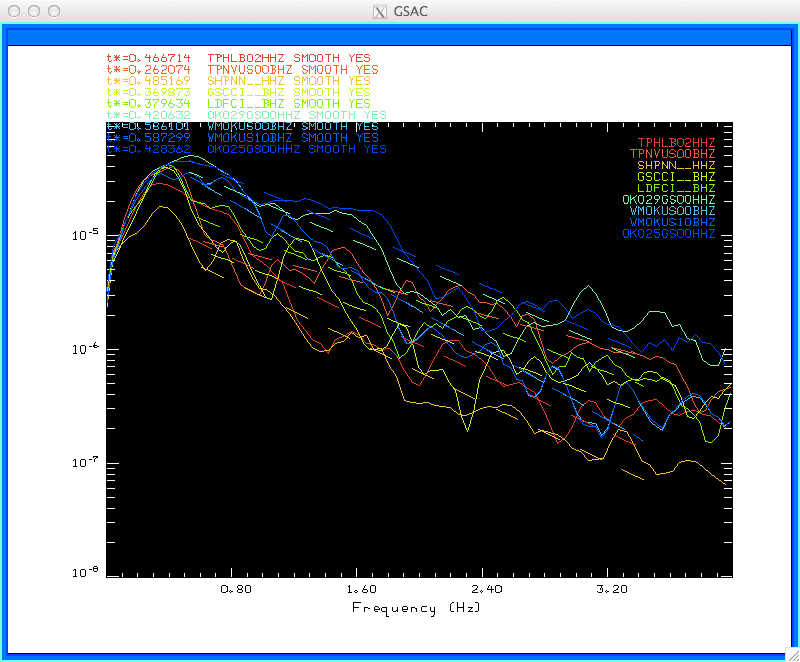 GSAC
t*=0.466714 TPHLB02HHZ SMOOTH YES
t*=0.262074 TPNVUS00BHZ SMOOTH YES
t*=0.485169 SHPNN__HHZ SMOOTH YES
t*=0.369873 GSCCI__BHZ SMOOTH YES
t*=0.379634 LDFCI__BHZ SMOOTH YES
t*=0.420632 OK029GS00HHZ SMOOTH YES
t*=0.586101 WMOKUS00BHZ SMOOTH YES
t*=0.587299 WMOKUS10BHZ SMOOTH YES
t*=0.428362 OK025GS00HHZ SMOOTH YES
TPHLB02HHZ
TPNVUS00BHZ
SHPNN__HHZ
GSCCI__BHZ
LDFCI__BHZ
OK029GS00HHZ
WMOKUS00BHZ
WMOKUS10BHZ
OK025GS00HHZ
10-5
10-6
10-7
10-8
0.80 1.60 2.40 3.20
Frequency (Hz)